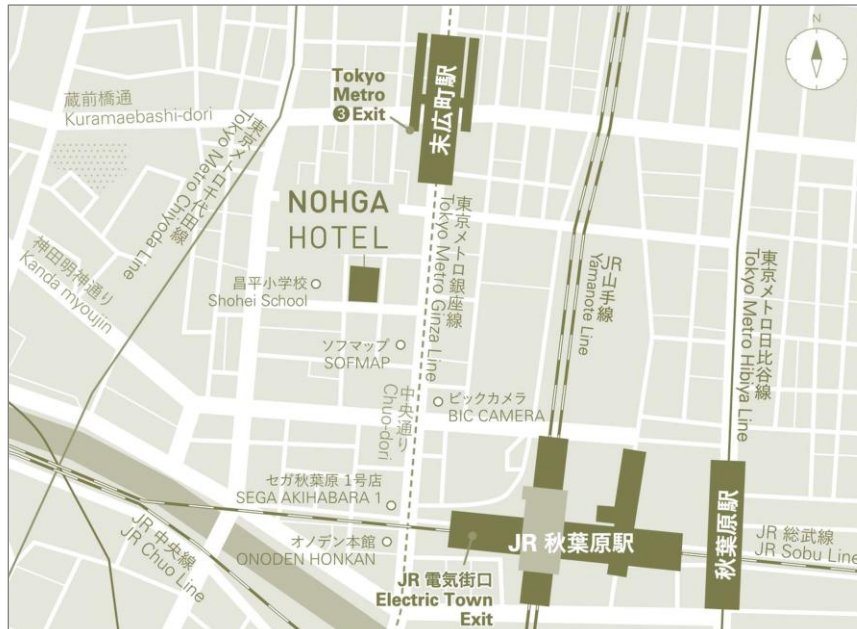 N
Tokyo
Metro
❸Exit
末広町駅
蔵前橋通
Kuramaebashi-dori
東京メトロ千代田線
Tokyo Metro Chiyoda Line
NOHGA
HOTEL
東京メトロ銀座線
Tokyo Metro Ginza Line
神田明神通り
Kanda myoujin
昌平小学校
Shohei School
JR山手線
Yamanote Line
東京メトロ日比谷線
Tokyo Metro Hibiya Line
ソフマップ
SOFMAP
中央通り
Chuo-dori
ビックカメラ
BIC CAMERA
セガ秋葉原 1号店
SEGA AKIHABARA 1
オノデン本館
ONODEN HONKAN
JR 中央線
JR Chuo Line
JR 秋葉原駅
秋葉原駅
JR 総武線
JR Sobu Line
JR 電気街口
Electric Town
Exit